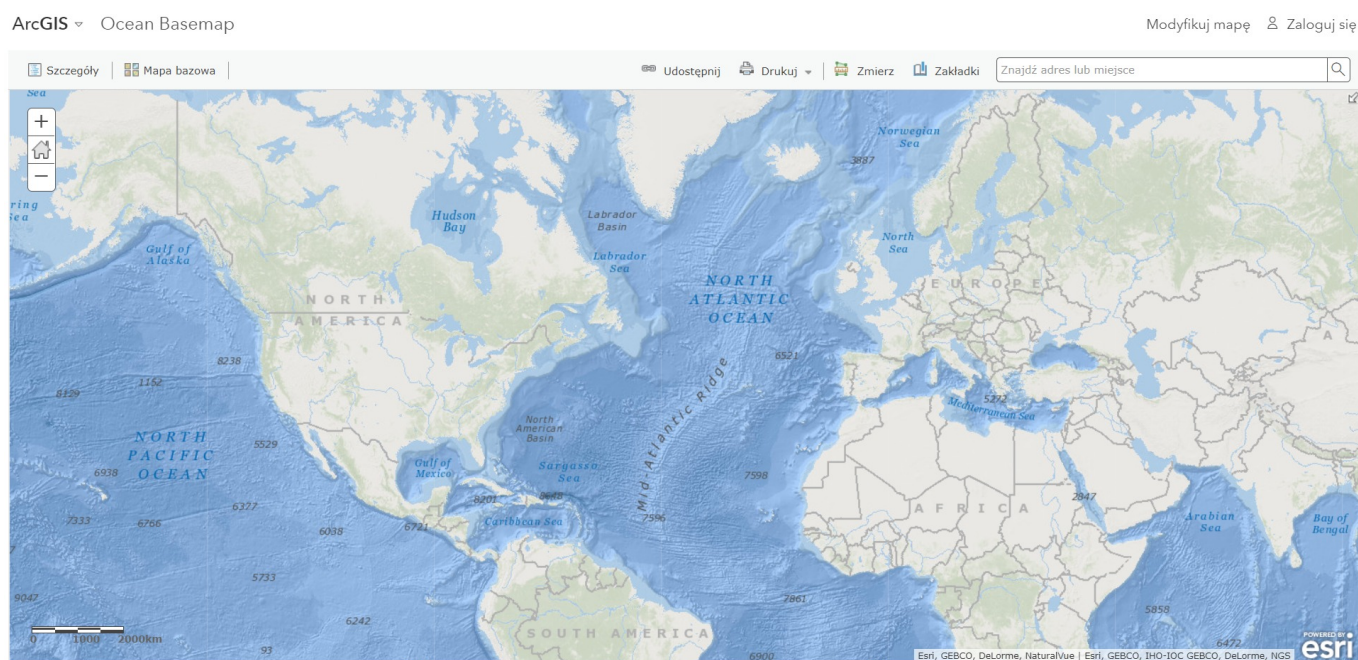 ArcGIS Ocean Basemap
Modyfikuj mapę Zaloguj się
Szczegóły Mapa bazowa
Udostępnij Drukuj Zmierz Zakładki Znajdź adres lub miejsce
Sea
+
−
ring
Sea
Gulf of
Alaska
Hudson
Bay
Labrador
Basin
Labrador
Sea
Norwegian
Sea
3887
North
Sea
NORTH
ATLANTIC
OCEAN
NORTH
AMERICA
EUROPE
A
8238
1162
8129
6521
Mid-Atlantic Ridge
5272
Mediterranean Sea
North
American
Basin
NORTH
PACIFIC
OCEAN
5529
6938
Gulf of
Mexico
Sargasso
Sea
7598
8201
8648
2847
6377
7333
6766
6038
6721
Caribbean Sea
7596
AFRICA
Arabian
Sea
Bay of
Bengal
5733
9047
7861
5858
6242
SOUTH AMERICA
0 1000 2000km
93
6900
6472
POWERED BY
esri
Esri, GEBCO, DeLorme, NaturalVue | Esri, GEBCO, IHO-IOC GEBCO, DeLorme, NGS